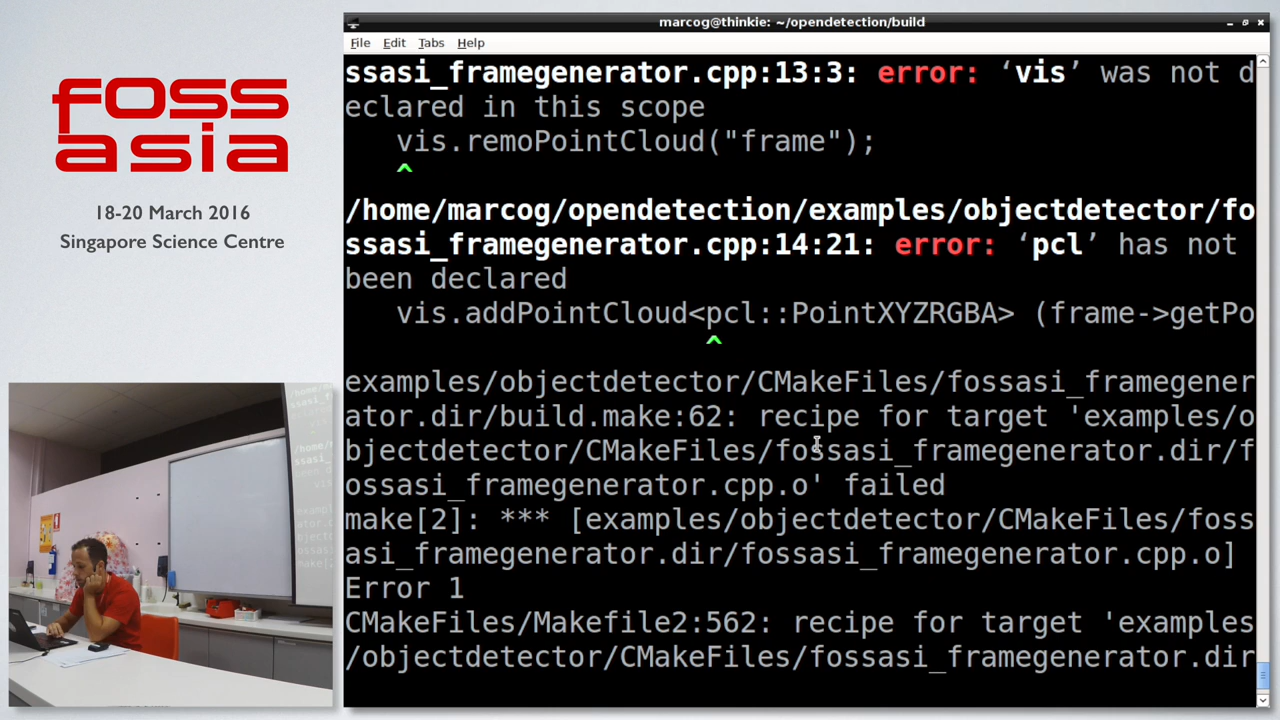 foss
asia
18-20 March 2016
Singapore Science Centre
marcog@thinkie: ~/opendetection/build
File Edit Tabs Help
ssasi_framegenerator.cpp:13:3: error: ‘vis’ was not d
eclared in this scope
vis.remoPointCloud("frame");
^
/home/marcog/opendetection/examples/objectdetector/fo
ssasi_framegenerator.cpp:14:21: error: ‘pcl’ has not
been declared
vis.addPointCloud<pcl::PointXYZRGBA> (frame->getPo
^
examples/objectdetector/CMakeFiles/fossasi_framegener
ator.dir/build.make:62: recipe for target 'examples/o
bjectdetector/CMakeFiles/fossasi_framegenerator.dir/f
ossasi_framegenerator.cpp.o' failed
make[2]: *** [examples/objectdetector/CMakeFiles/foss
asi_framegenerator.dir/fossasi_framegenerator.cpp.o]
Error 1
CMakeFiles/Makefile2:562: recipe for target 'examples
/objectdetector/CMakeFiles/fossasi_framegenerator.dir